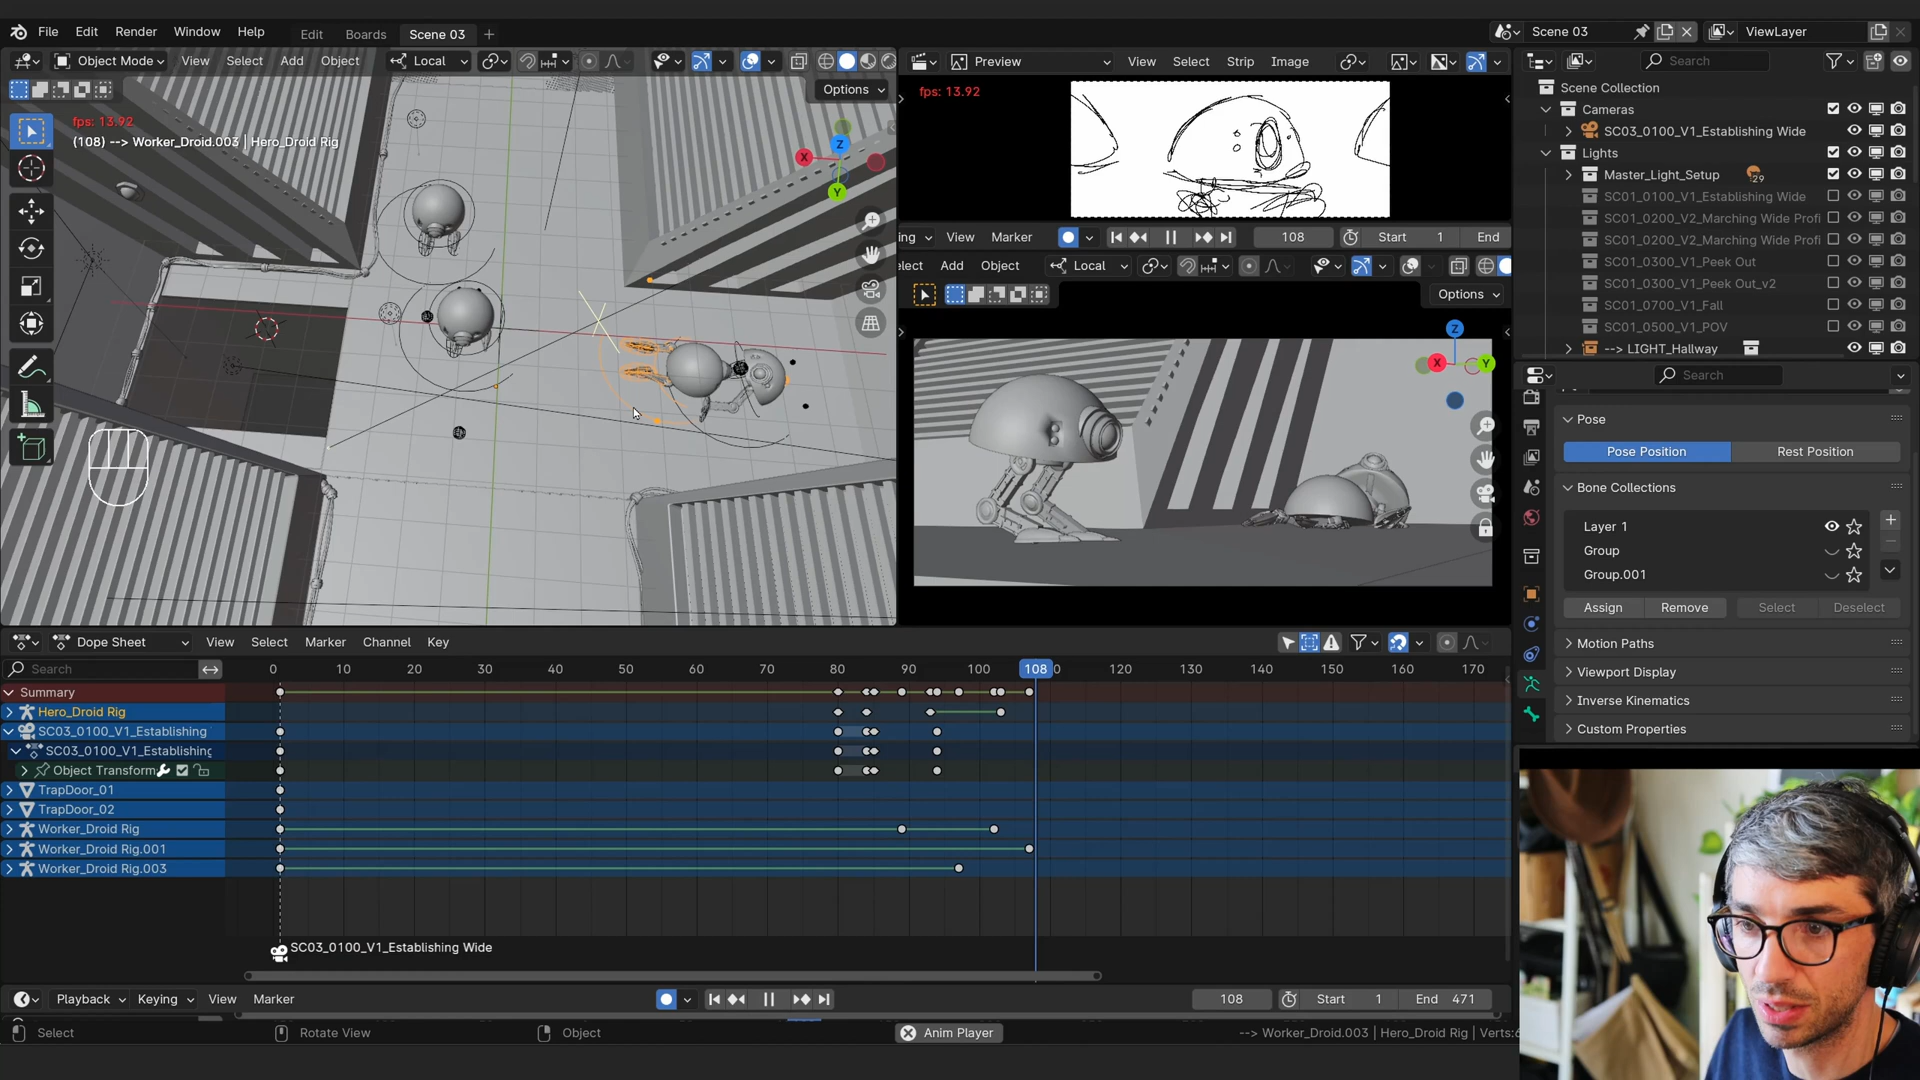 File Edit Render Window Help Edit Boards Scene 03 + Scene 03 ViewLayer
Object Mode View Select Add Object Local
Options
fps: 13.92
(108) --> Worker_Droid.003 | Hero_Droid Rig
X Z Y
Preview View Select Strip Image
fps: 13.92
View Marker 108 Start 1 End
Add Object Local
Options
Z
X Y
Search
Scene Collection
Cameras
SC03_0100_V1_Establishing Wide
Lights
Master_Light_Setup 29
SC01_0100_V1_Establishing Wide
SC01_0200_V2_Marching Wide Profi
SC01_0200_V2_Marching Wide Profi
SC01_0300_V1_Peek Out
SC01_0300_V1_Peek Out_v2
SC01_0700_V1_Fall
SC01_0500_V1_POV
--> LIGHT_Hallway
Search
Pose
Pose Position Rest Position
Bone Collections
Layer 1
Group
Group.001
Assign Remove Select Deselect
Motion Paths
Viewport Display
Inverse Kinematics
Custom Properties
Dope Sheet View Select Marker Channel Key
Search 0 10 20 30 40 50 60 70 80 90 100 108 120 130 140 150 160 170
Summary
Hero_Droid Rig
SC03_0100_V1_Establishing
SC03_0100_V1_Establishing
Object Transform
TrapDoor_01
TrapDoor_02
Worker_Droid Rig
Worker_Droid Rig.001
Worker_Droid Rig.003
SC03_0100_V1_Establishing Wide
Playback Keying View Marker 108 Start 1 End 471
Select Rotate View Object Anim Player --> Worker_Droid.003 | Hero_Droid Rig | Verts: